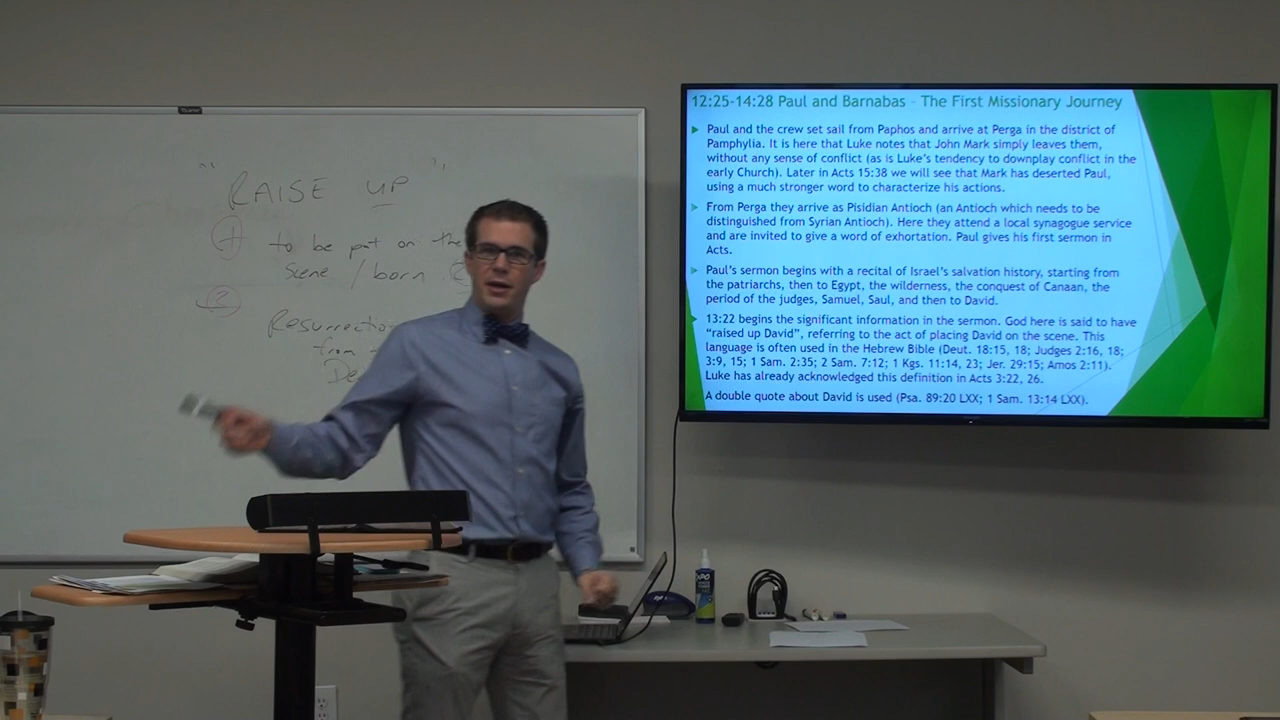 " RAISE UP "
1 to be put on the
scene / born
2
Resurrection
from
De
12:25-14:28 Paul and Barnabas – The First Missionary Journey
Paul and the crew set sail from Paphos and arrive at Perga in the district of
Pamphylia. It is here that Luke notes that John Mark simply leaves them,
without any sense of conflict (as is Luke's tendency to downplay conflict in the
early Church). Later in Acts 15:38 we will see that Mark has deserted Paul,
using a much stronger word to characterize his actions.
From Perga they arrive as Pisidian Antioch (an Antioch which needs to be
distinguished from Syrian Antioch). Here they attend a local synagogue service
and are invited to give a word of exhortation. Paul gives his first sermon in
Acts.
Paul's sermon begins with a recital of Israel's salvation history, starting from
the patriarchs, then to Egypt, the wilderness, the conquest of Canaan, the
period of the judges, Samuel, Saul, and then to David.
13:22 begins the significant information in the sermon. God here is said to have
"raised up David", referring to the act of placing David on the scene. This
language is often used in the Hebrew Bible (Deut. 18:15, 18; Judges 2:16, 18;
3:9, 15; 1 Sam. 2:35; 2 Sam. 7:12; 1 Kgs. 11:14, 23; Jer. 29:15; Amos 2:11).
Luke has already acknowledged this definition in Acts 3:22, 26.
A double quote about David is used (Psa. 89:20 LXX; 1 Sam. 13:14 LXX).
EXPO